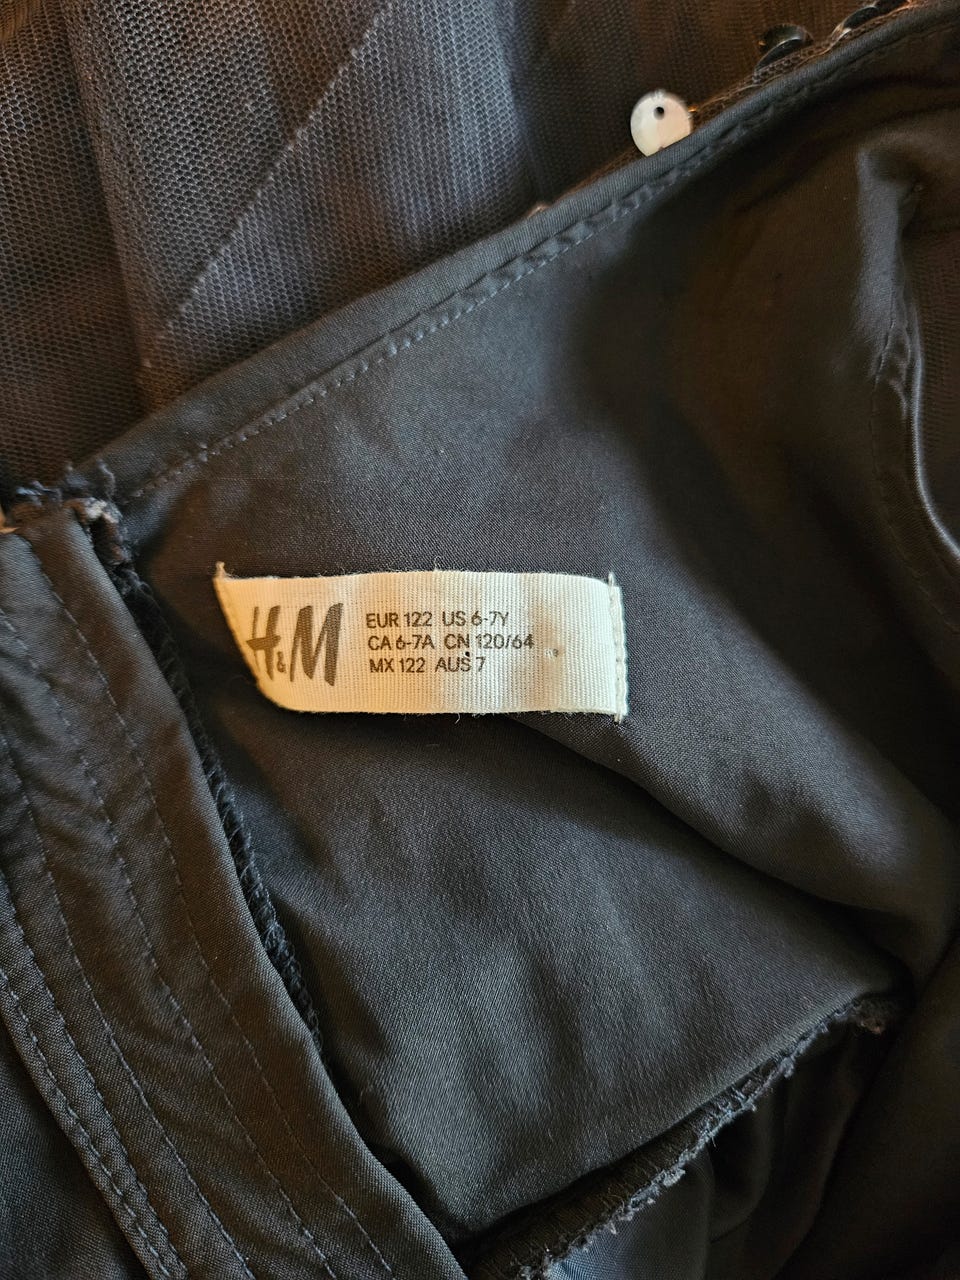 H&M
EUR 122 US 6-7Y
CA 6-7A CN 120/64
MX 122 AUS 7